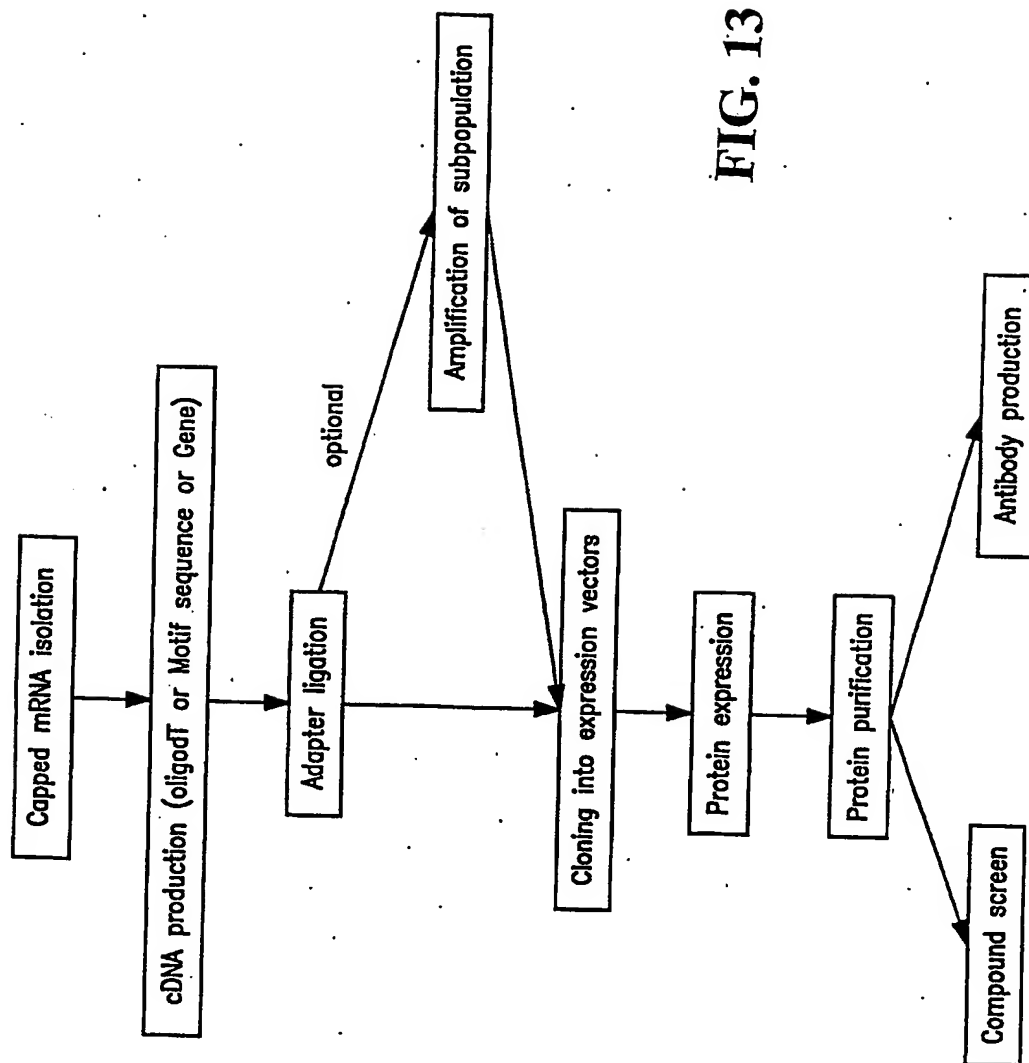 Capped mRNA isolation
cDNA production (oligodT or Motif sequence or Gene)
Adapter ligation
optional
Amplification of subpopulation
Cloning into expression vectors
Protein expression
Protein purification
Compound screen
Antibody production
FIG. 13